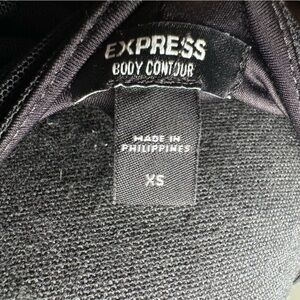 EXPRESS
BODY CONTOUR
MADE IN
PHILIPPINES
XS